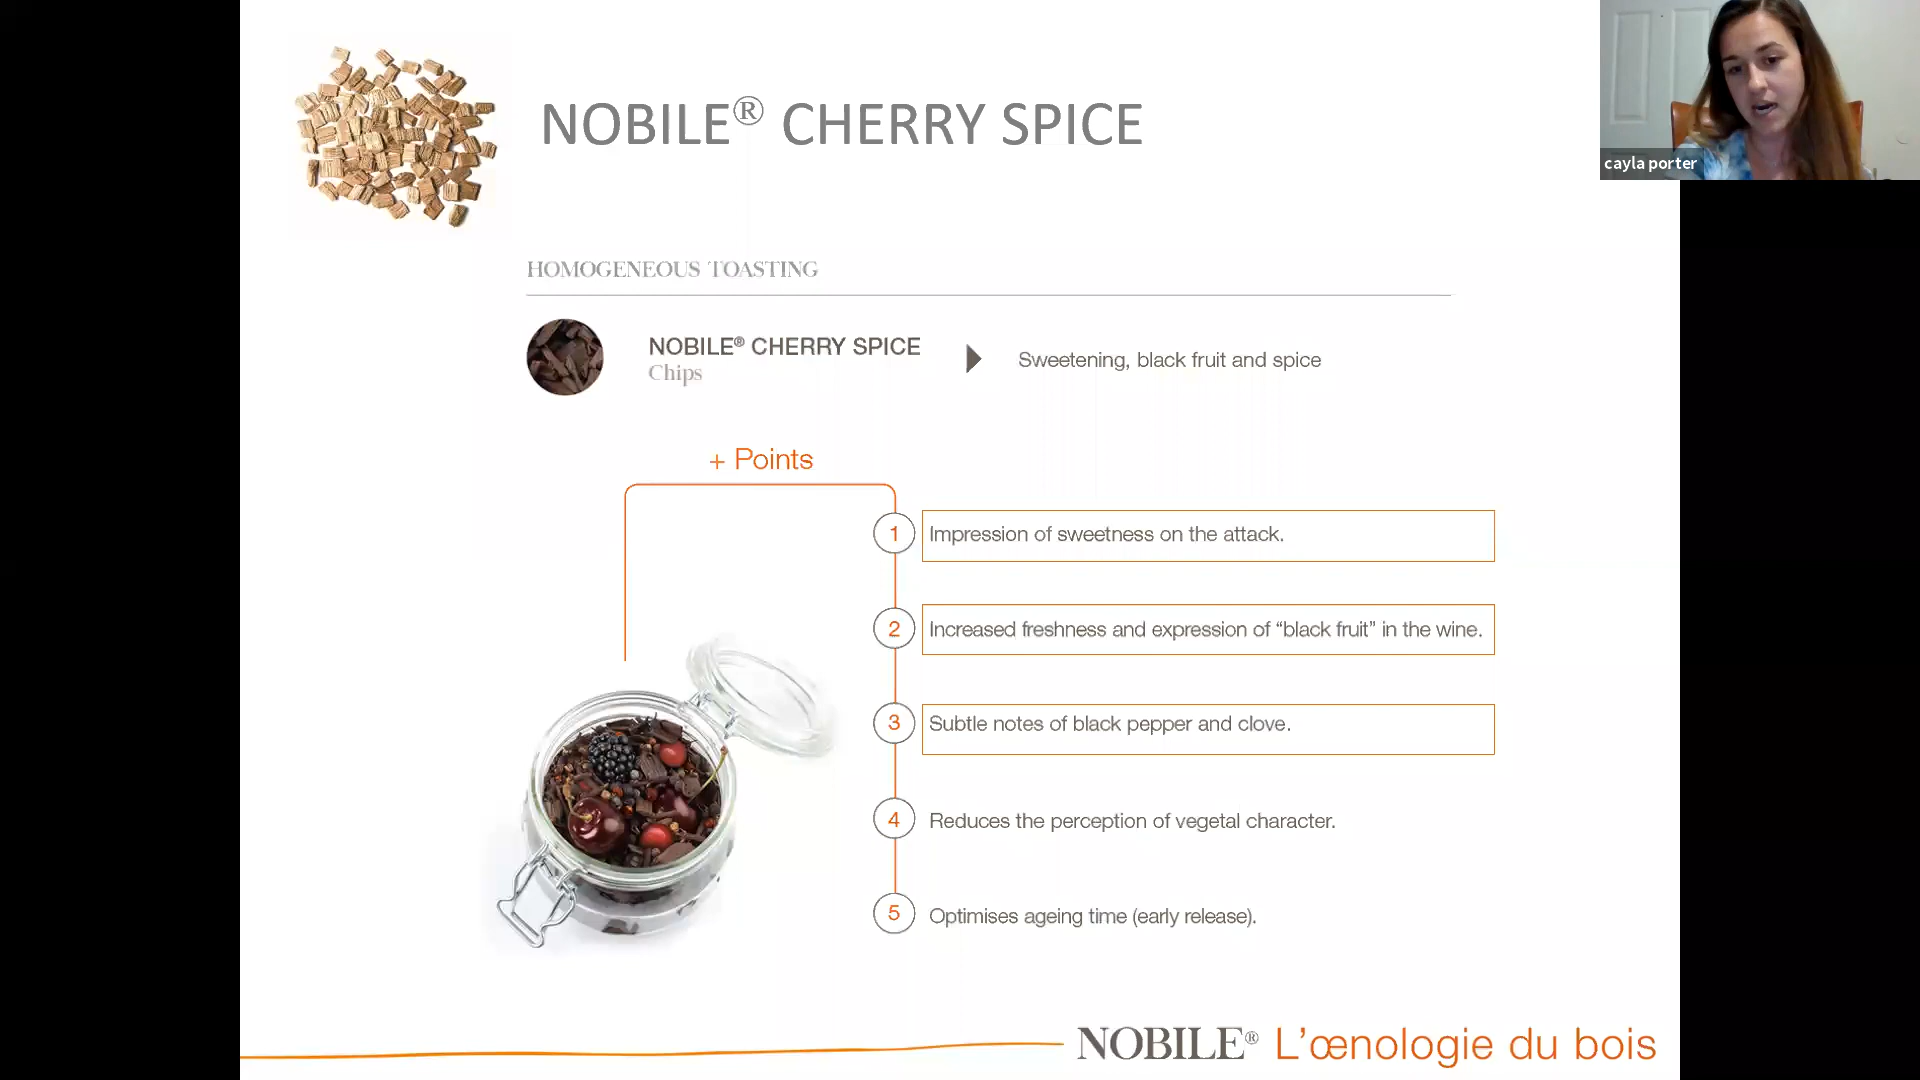 NOBILE® CHERRY SPICE
cayla porter
HOMOGENEOUS TOASTING
NOBILE® CHERRY SPICE
Chips
Sweetening, black fruit and spice
+ Points
1 Impression of sweetness on the attack.
2 Increased freshness and expression of “black fruit” in the wine.
3 Subtle notes of black pepper and clove.
4 Reduces the perception of vegetal character.
5 Optimises ageing time (early release).
NOBILE® L’œnologie du bois